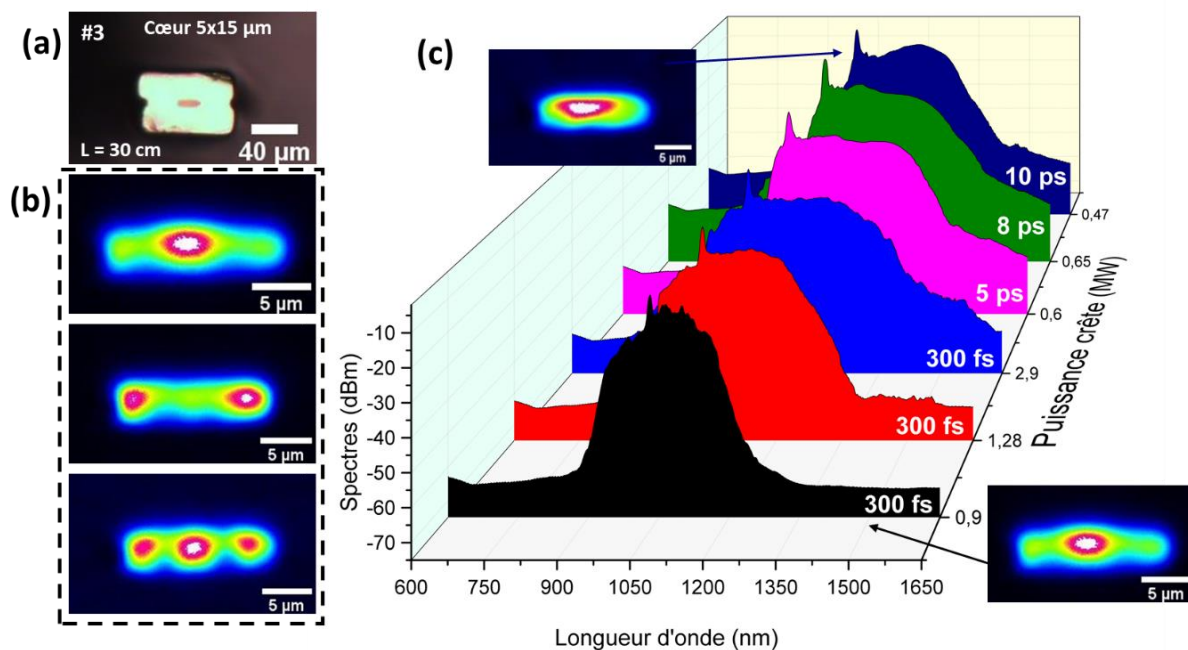 (a)
#3
Cœur 5x15 µm
L = 30 cm
40 µm
(b)
5 µm
5 µm
5 µm
(c)
5 µm
10 ps
8 ps
5 ps
300 fs
300 fs
300 fs
0,47
0,65
0,6
2,9
1,28
0,9
Puissance crête (MW)
-10
-20
-30
-40
-50
-60
-70
Spectres (dBm)
600 750 900 1050 1200 1350 1500 1650
Longueur d'onde (nm)
5 µm